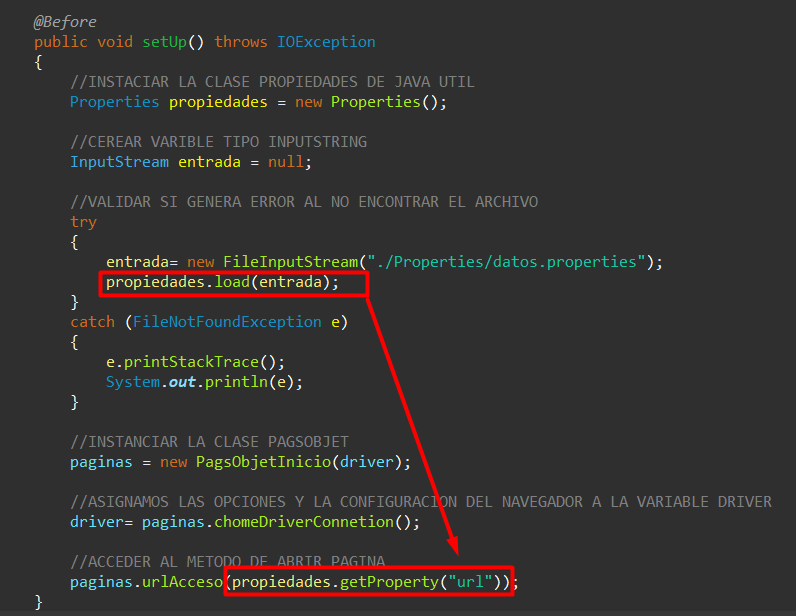 @Before
public void setUp() throws IOException
{
//INSTACIAR LA CLASE PROPIEDADES DE JAVA UTIL
Properties propiedades = new Properties();
//CEREAR VARIBLE TIPO INPUTSTRING
InputStream entrada = null;
//VALIDAR SI GENERA ERROR AL NO ENCONTRAR EL ARCHIVO
try
{
entrada= new FileInputStream("./Properties/datos.properties");
propiedades.load(entrada);
}
catch (FileNotFoundException e)
{
e.printStackTrace();
System.out.println(e);
}
//INSTANCIAR LA CLASE PAGSOBJET
paginas = new PagsObjetInicio(driver);
//ASIGNAMOS LAS OPCIONES Y LA CONFIGURACION DEL NAVEGADOR A LA VARIABLE DRIVER
driver= paginas.chomeDriverConnetion();
//ACCEDER AL METODO DE ABRIR PAGINA
paginas.urlAcceso(propiedades.getProperty("url"));
}